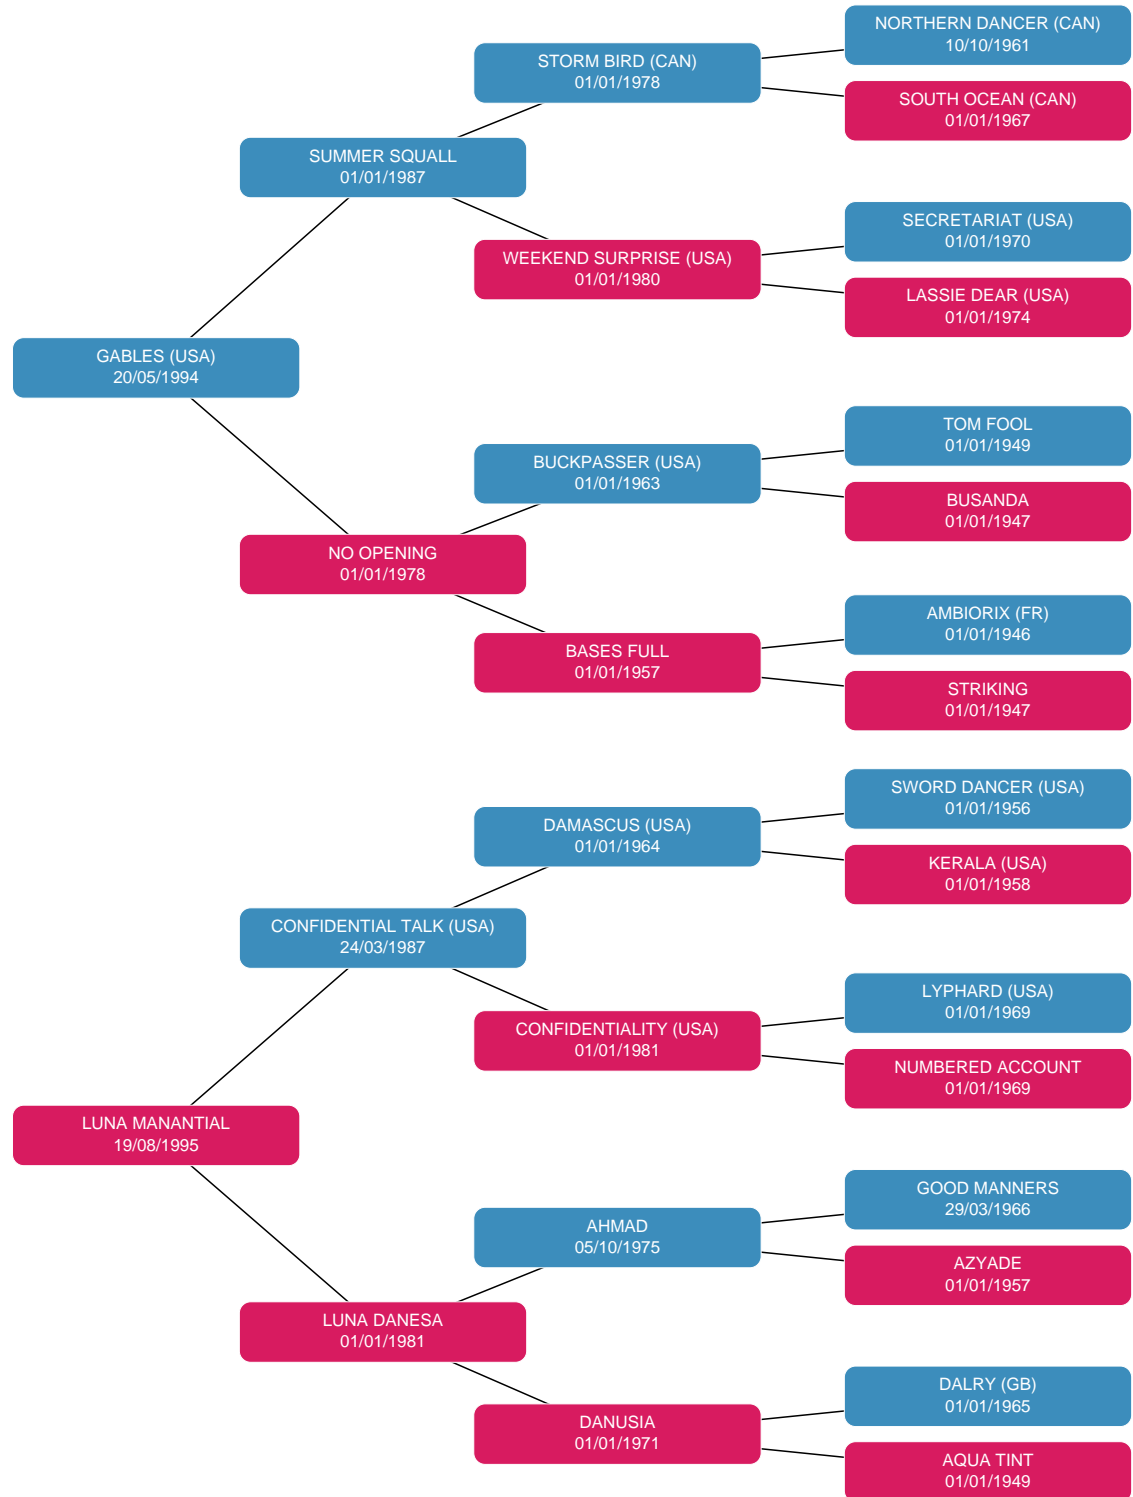 NORTHERN DANCER (CAN)
10/10/1961
STORM BIRD (CAN)
01/01/1978
SOUTH OCEAN (CAN)
01/01/1967
SUMMER SQUALL
01/01/1987
SECRETARIAT (USA)
01/01/1970
WEEKEND SURPRISE (USA)
01/01/1980
LASSIE DEAR (USA)
01/01/1974
GABLES (USA)
20/05/1994
TOM FOOL
01/01/1949
BUCKPASSER (USA)
01/01/1963
BUSANDA
01/01/1947
NO OPENING
01/01/1978
AMBIORIX (FR)
01/01/1946
BASES FULL
01/01/1957
STRIKING
01/01/1947
SWORD DANCER (USA)
01/01/1956
DAMASCUS (USA)
01/01/1964
KERALA (USA)
01/01/1958
CONFIDENTIAL TALK (USA)
24/03/1987
LYPHARD (USA)
01/01/1969
CONFIDENTIALITY (USA)
01/01/1981
NUMBERED ACCOUNT
01/01/1969
LUNA MANANTIAL
19/08/1995
GOOD MANNERS
29/03/1966
AHMAD
05/10/1975
AZYADE
01/01/1957
LUNA DANESA
01/01/1981
DALRY (GB)
01/01/1965
DANUSIA
01/01/1971
AQUA TINT
01/01/1949